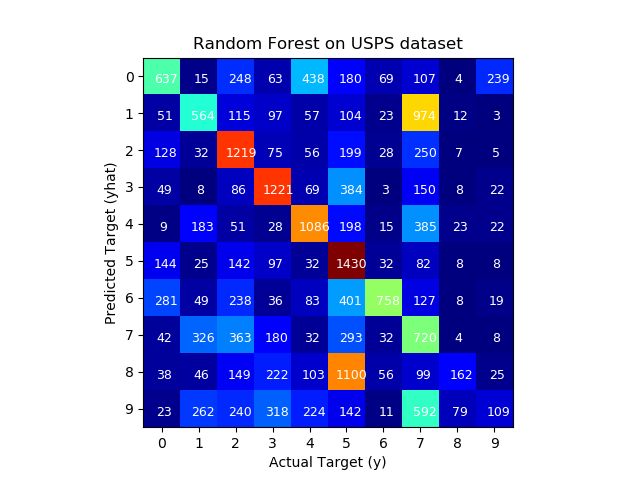 Random Forest on USPS dataset
Predicted Target (yhat)
0 637 15 248 63 438 180 69 107 4 239
1 51 564 115 97 57 104 23 974 12 3
2 128 32 1219 75 56 199 28 250 7 5
3 49 8 86 1221 69 384 3 150 8 22
4 9 183 51 28 1086 198 15 385 23 22
5 144 25 142 97 32 1430 32 82 8 8
6 281 49 238 36 83 401 758 127 8 19
7 42 326 363 180 32 293 32 720 4 8
8 38 46 149 222 103 1100 56 99 162 25
9 23 262 240 318 224 142 11 592 79 109
0 1 2 3 4 5 6 7 8 9
Actual Target (y)